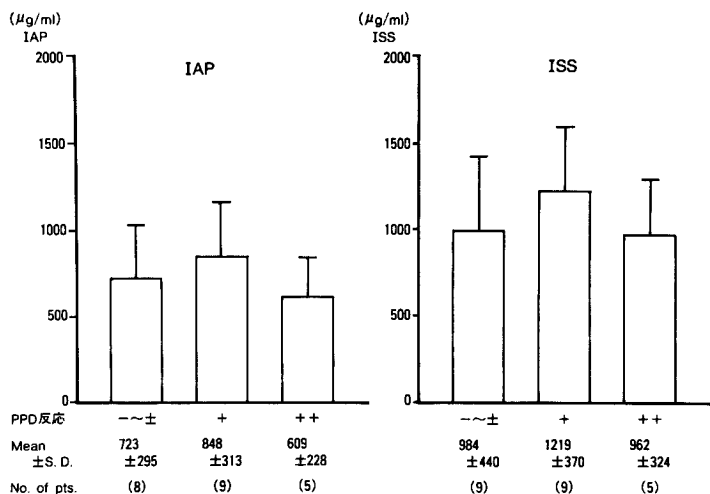 (μg/ml)
IAP
IAP
2000
1500
1000
500
0
(μg/ml)
ISS
ISS
2000
1500
1000
500
0
PPD反応 −～± + ++ −～± + ++
Mean 723 848 609 984 1219 962
±S. D. ±295 ±313 ±228 ±440 ±370 ±324
No. of pts. (8) (9) (5) (9) (9) (5)